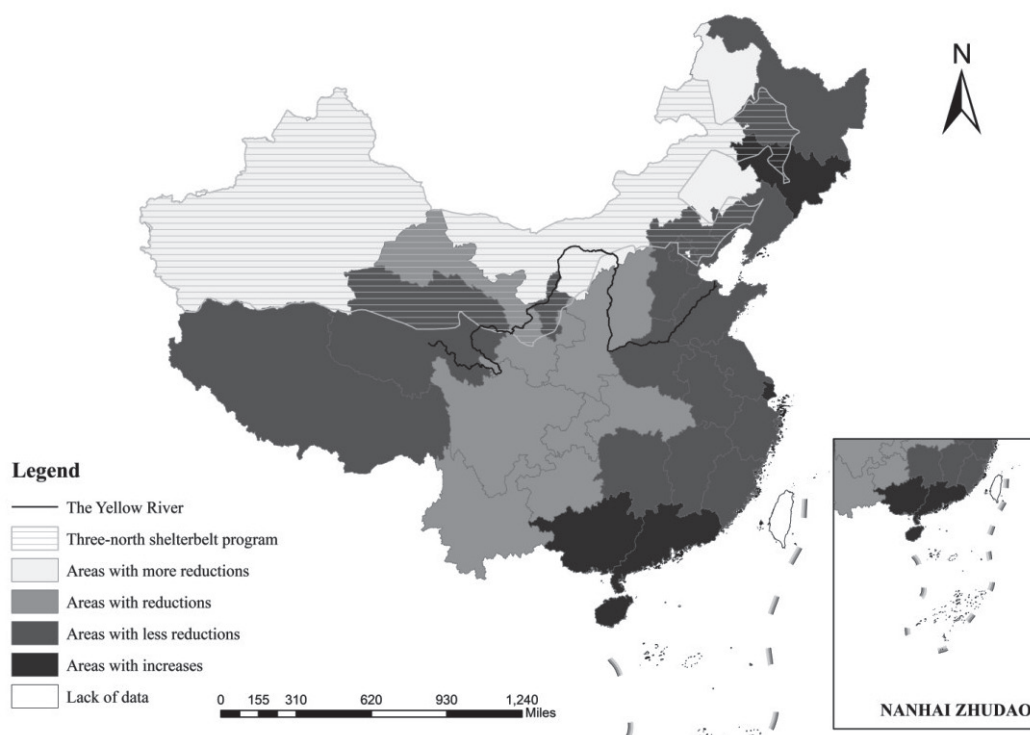 N
Legend
The Yellow River
Three-north shelterbelt program
Areas with more reductions
Areas with reductions
Areas with less reductions
Areas with increases
Lack of data
0 155 310 620 930 1,240
Miles
NANHAI ZHUDAO